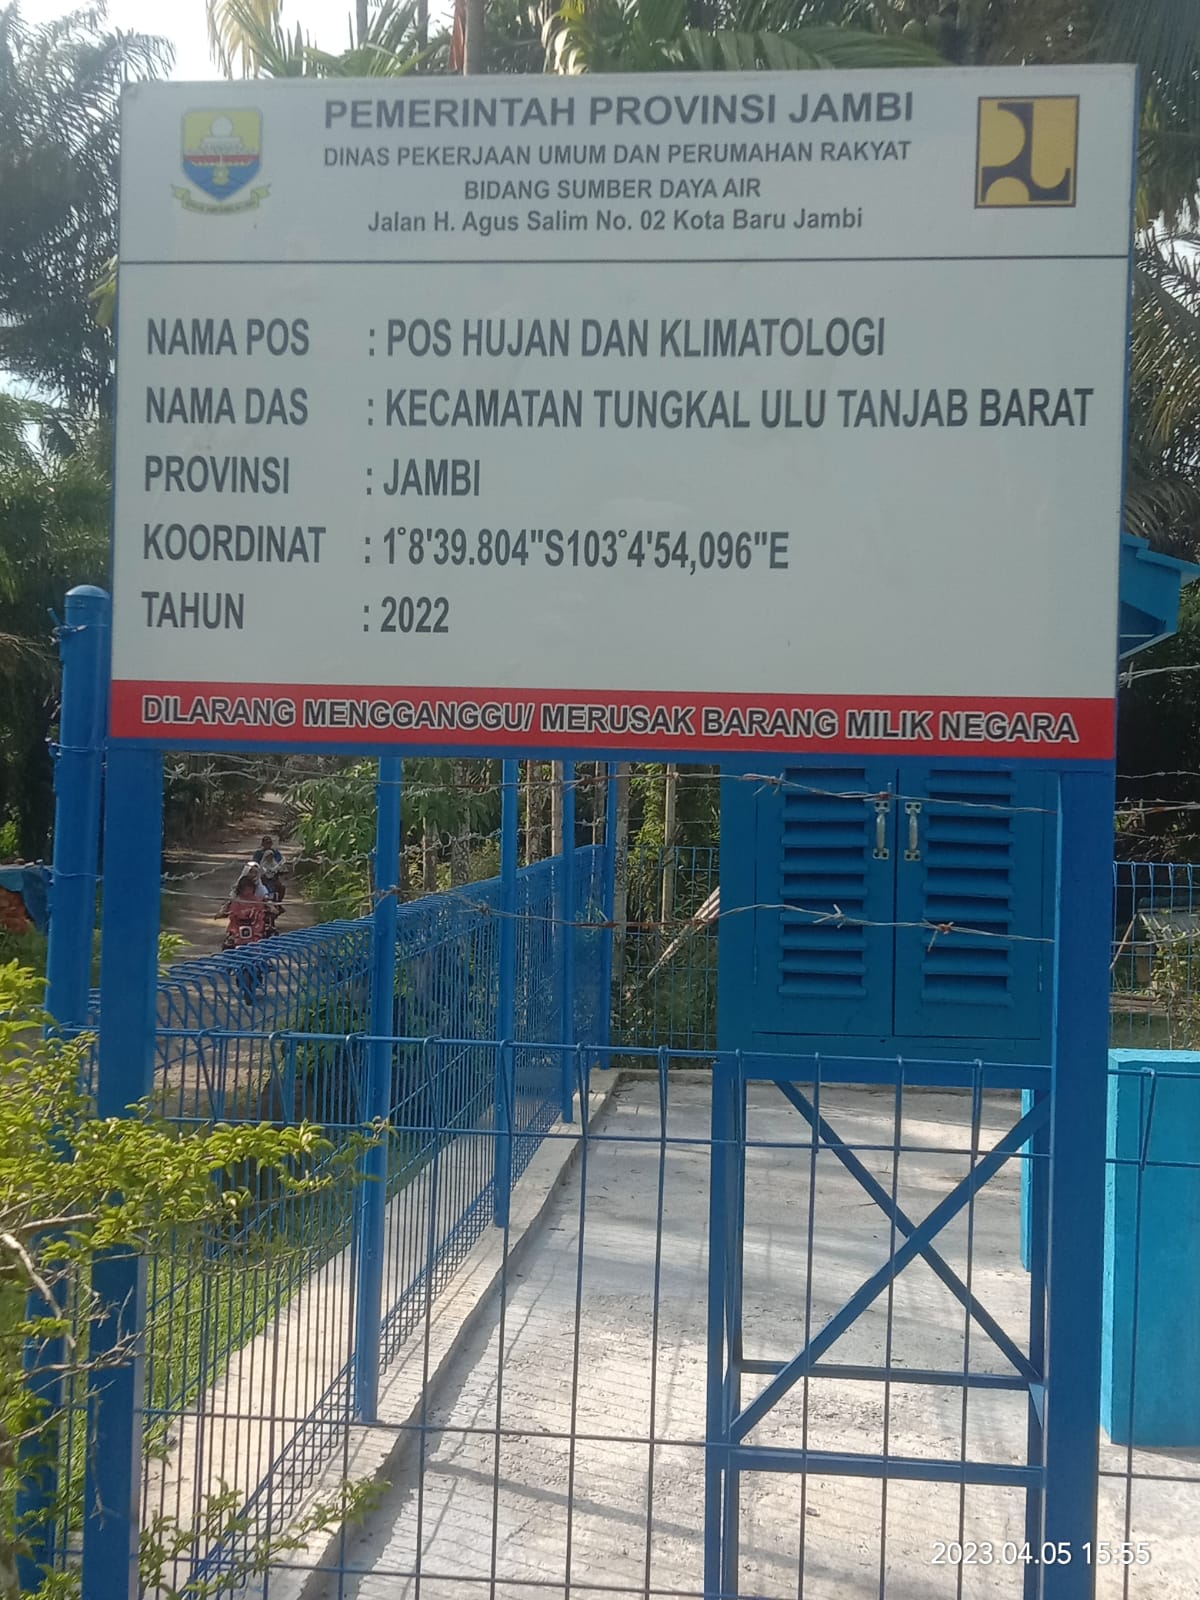 PEMERINTAH PROVINSI JAMBI
DINAS PEKERJAAN UMUM DAN PERUMAHAN RAKYAT
BIDANG SUMBER DAYA AIR
Jalan H. Agus Salim No. 02 Kota Baru Jambi
NAMA POS : POS HUJAN DAN KLIMATOLOGI
NAMA DAS : KECAMATAN TUNGKAL ULU TANJAB BARAT
PROVINSI : JAMBI
KOORDINAT : 1°8'39.804"S103°4'54,096"E
TAHUN : 2022
DILARANG MENGGANGGU/ MERUSAK BARANG MILIK NEGARA
2023.04.05 15:55